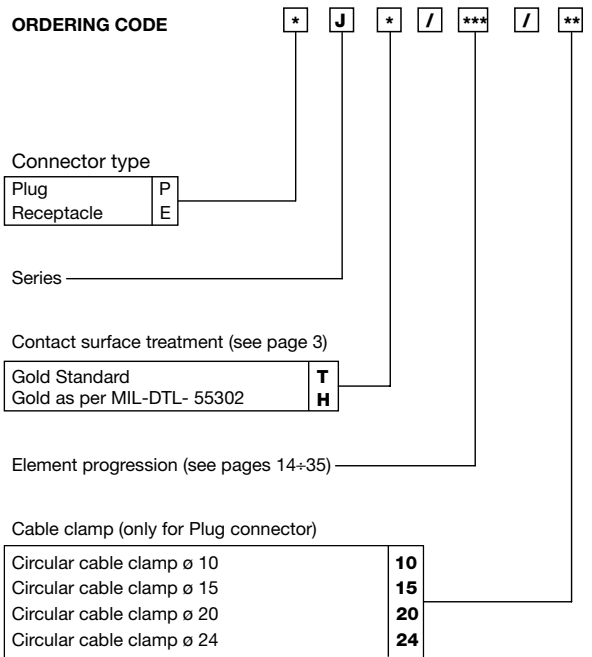 ORDERING CODE * J * / *** / **
Connector type
Plug P
Receptacle E
Series
Contact surface treatment (see page 3)
Gold Standard T
Gold as per MIL-DTL- 55302 H
Element progression (see pages 14÷35)
Cable clamp (only for Plug connector)
Circular cable clamp ø 10 10
Circular cable clamp ø 15 15
Circular cable clamp ø 20 20
Circular cable clamp ø 24 24